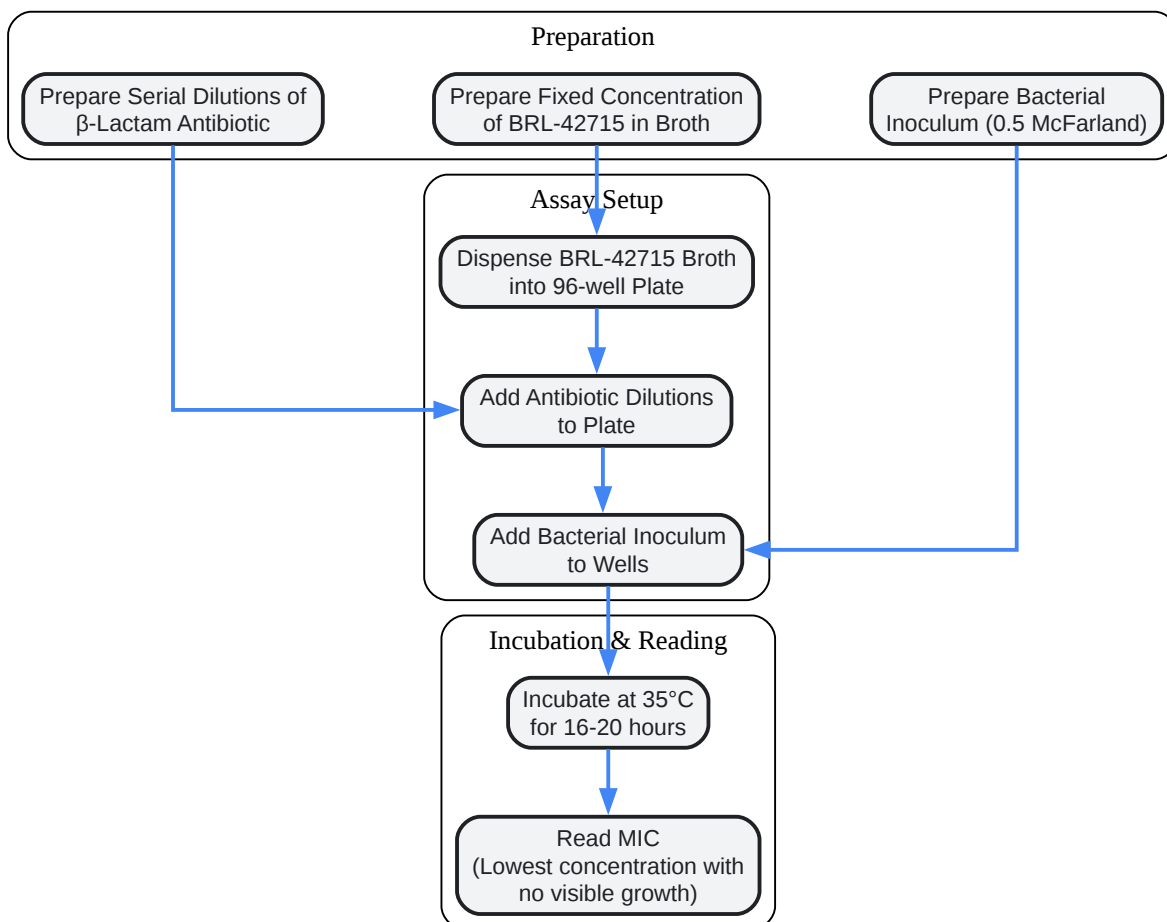 Preparation
Prepare Serial Dilutions of
β-Lactam Antibiotic
Prepare Fixed Concentration
of BRL-42715 in Broth
Prepare Bacterial
Inoculum (0.5 McFarland)
Assay Setup
Dispense BRL-42715 Broth
into 96-well Plate
Add Antibiotic Dilutions
to Plate
Add Bacterial Inoculum
to Wells
Incubation & Reading
Incubate at 35°C
for 16-20 hours
Read MIC
(Lowest concentration with
no visible growth)